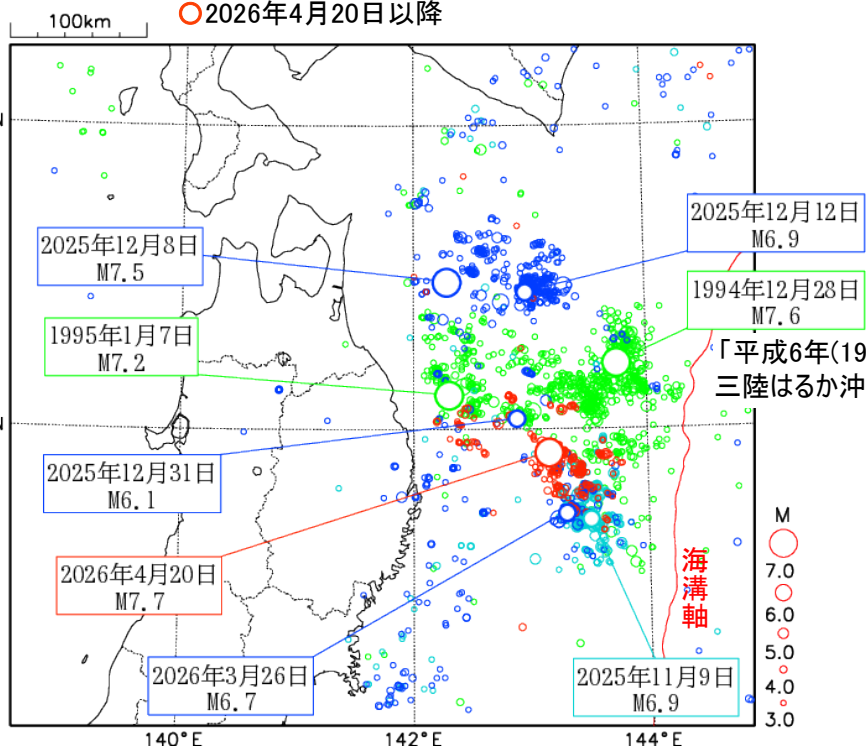 100km
○2026年4月20日以降
2025年12月12日
M6.9
2025年12月8日
M7.5
1994年12月28日
M7.6
「平成6年(19
三陸はるか沖
1995年1月7日
M7.2
2025年12月31日
M6.1
2026年4月20日
M7.7
2026年3月26日
M6.7
2025年11月9日
M6.9
海溝軸
M
7.0
6.0
5.0
4.0
3.0
N
N
140°E
142°E
144°E